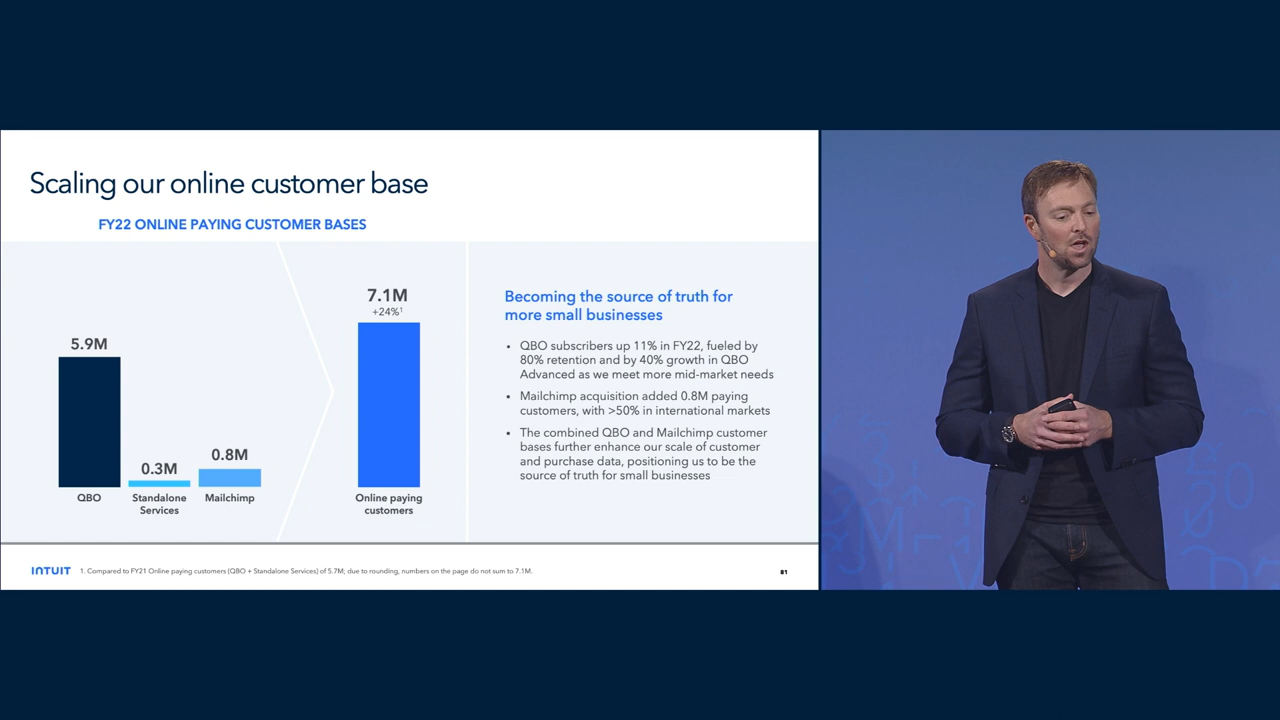 Scaling our online customer base
FY22 ONLINE PAYING CUSTOMER BASES
5.9M
0.3M
0.8M
QBO
Standalone
Services
Mailchimp
7.1M
+24%¹
Online paying
customers
Becoming the source of truth for
more small businesses
• QBO subscribers up 11% in FY22, fueled by
80% retention and by 40% growth in QBO
Advanced as we meet more mid-market needs
• Mailchimp acquisition added 0.8M paying
customers, with >50% in international markets
• The combined QBO and Mailchimp customer
bases further enhance our scale of customer
and purchase data, positioning us to be the
source of truth for small businesses
INTUIT
1. Compared to FY21 Online paying customers (QBO + Standalone Services) of 5.7M; due to rounding, numbers on the page do not sum to 7.1M.
81